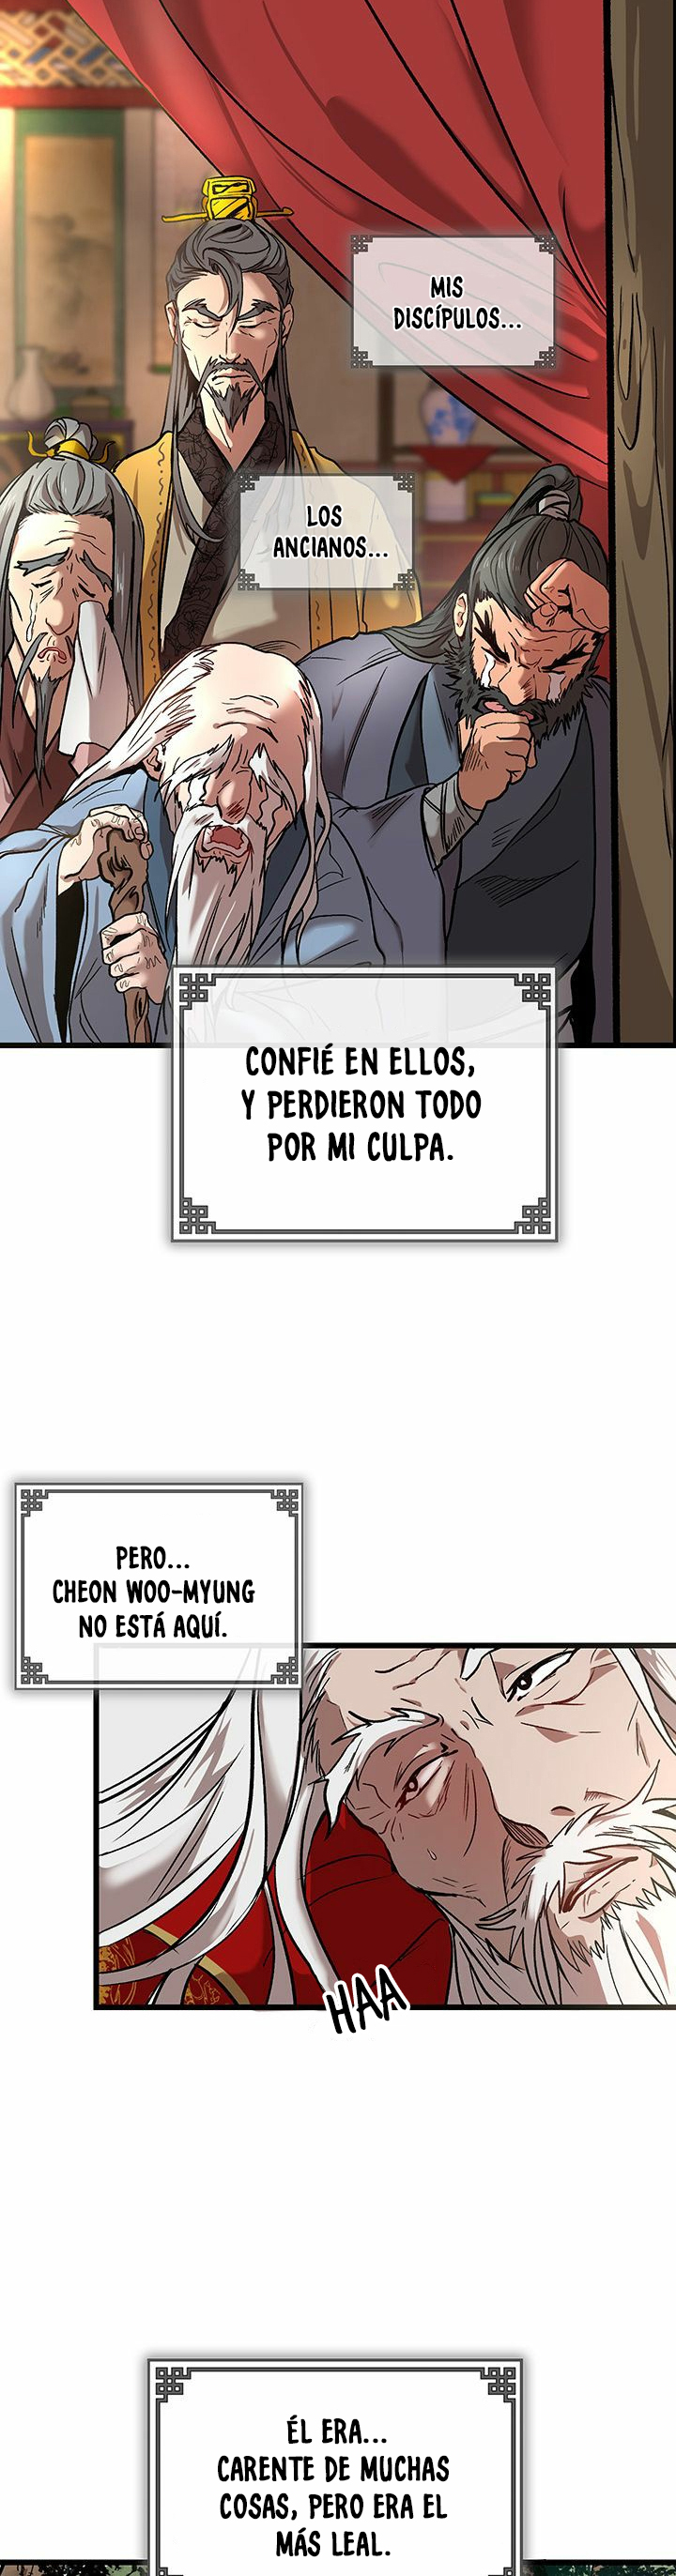 MIS
DISCÍPULOS...
LOS
ANCIANOS...
CONFIÉ EN ELLOS,
Y PERDIERON TODO
POR MI CULPA.
PERO...
CHEON WOO-MYUNG
NO ESTÁ AQUÍ.
HAA
ÉL ERA...
CARENTE DE MUCHAS
COSAS, PERO ERA EL
MÁS LEAL.